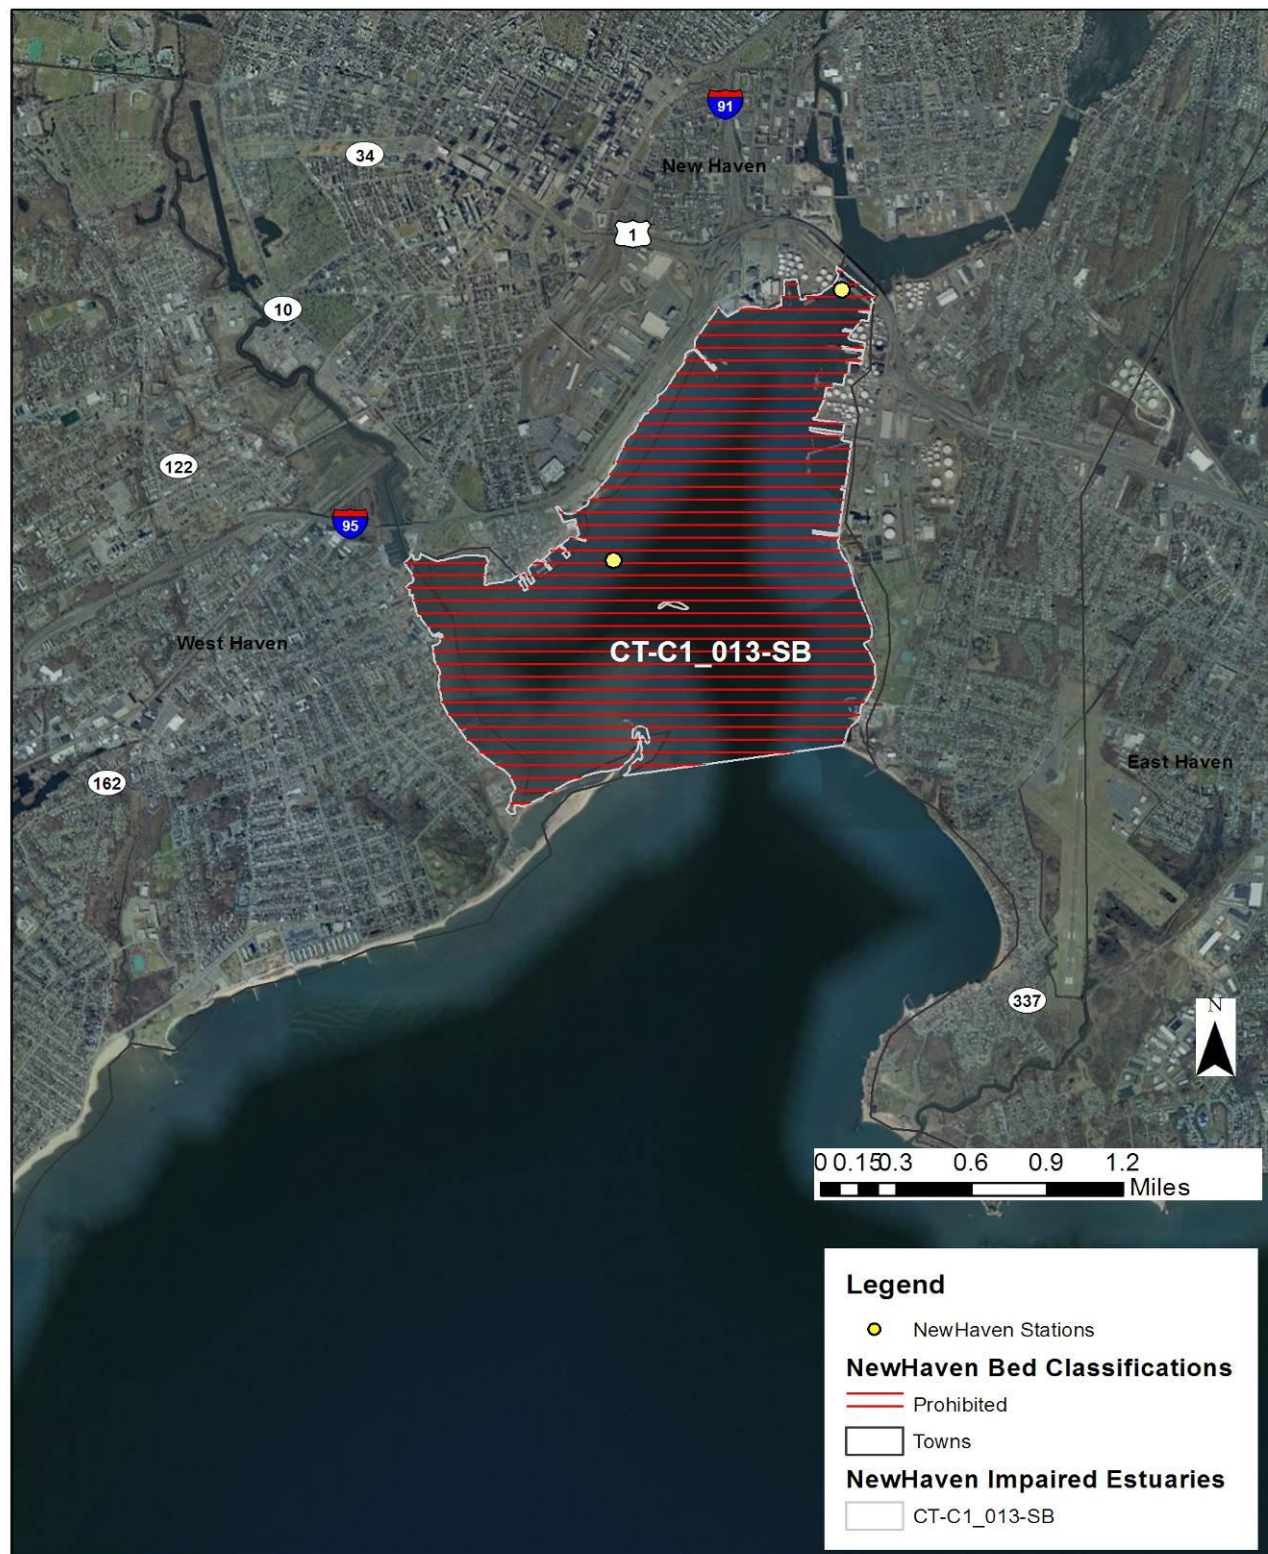 91
34
New Haven
1
10
122
95
West Haven
CT-C1_013-SB
162
East Haven
337
N
0 0.15 0.3 0.6 0.9 1.2
Miles
Legend
NewHaven Stations
NewHaven Bed Classifications
Prohibited
Towns
NewHaven Impaired Estuaries
CT-C1_013-SB